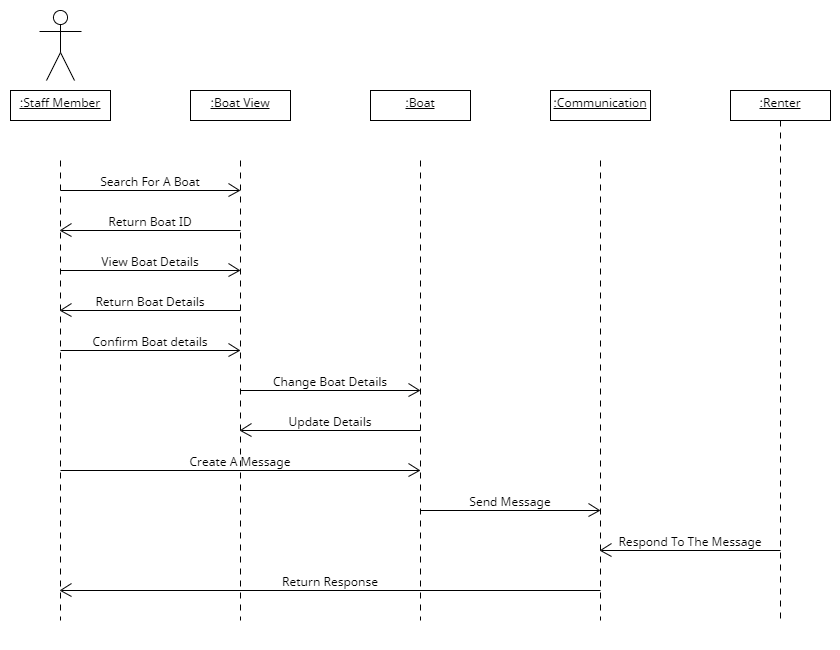 :Staff Member
:Boat View
:Boat
:Communication
:Renter
Search For A Boat
Return Boat ID
View Boat Details
Return Boat Details
Confirm Boat details
Change Boat Details
Update Details
Create A Message
Send Message
Respond To The Message
Return Response